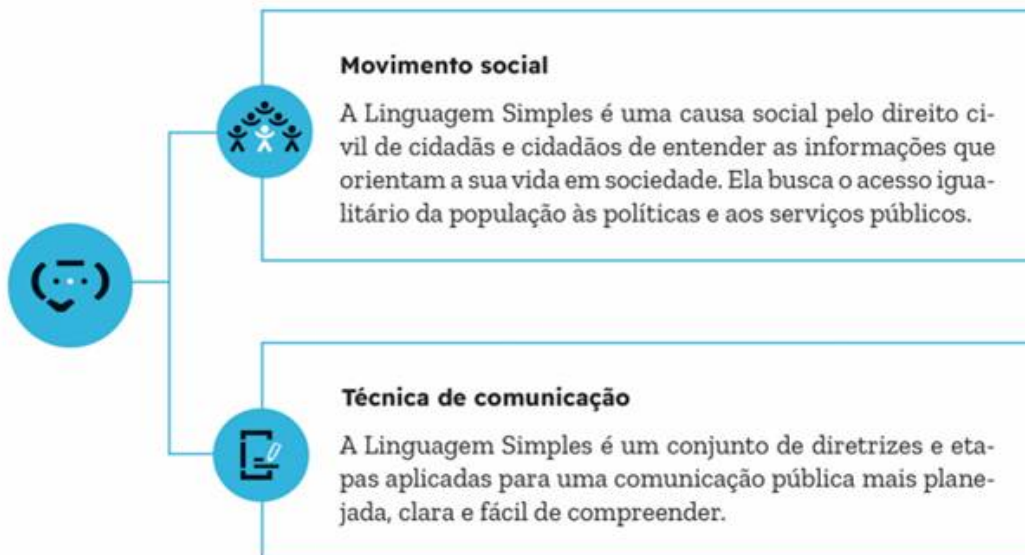 Movimento social
A Linguagem Simples é uma causa social pelo direito ci-
vil de cidadãs e cidadãos de entender as informações que
orientam a sua vida em sociedade. Ela busca o acesso igua-
litário da população às políticas e aos serviços públicos.
Técnica de comunicação
A Linguagem Simples é um conjunto de diretrizes e eta-
pas aplicadas para uma comunicação pública mais plane-
jada, clara e fácil de compreender.